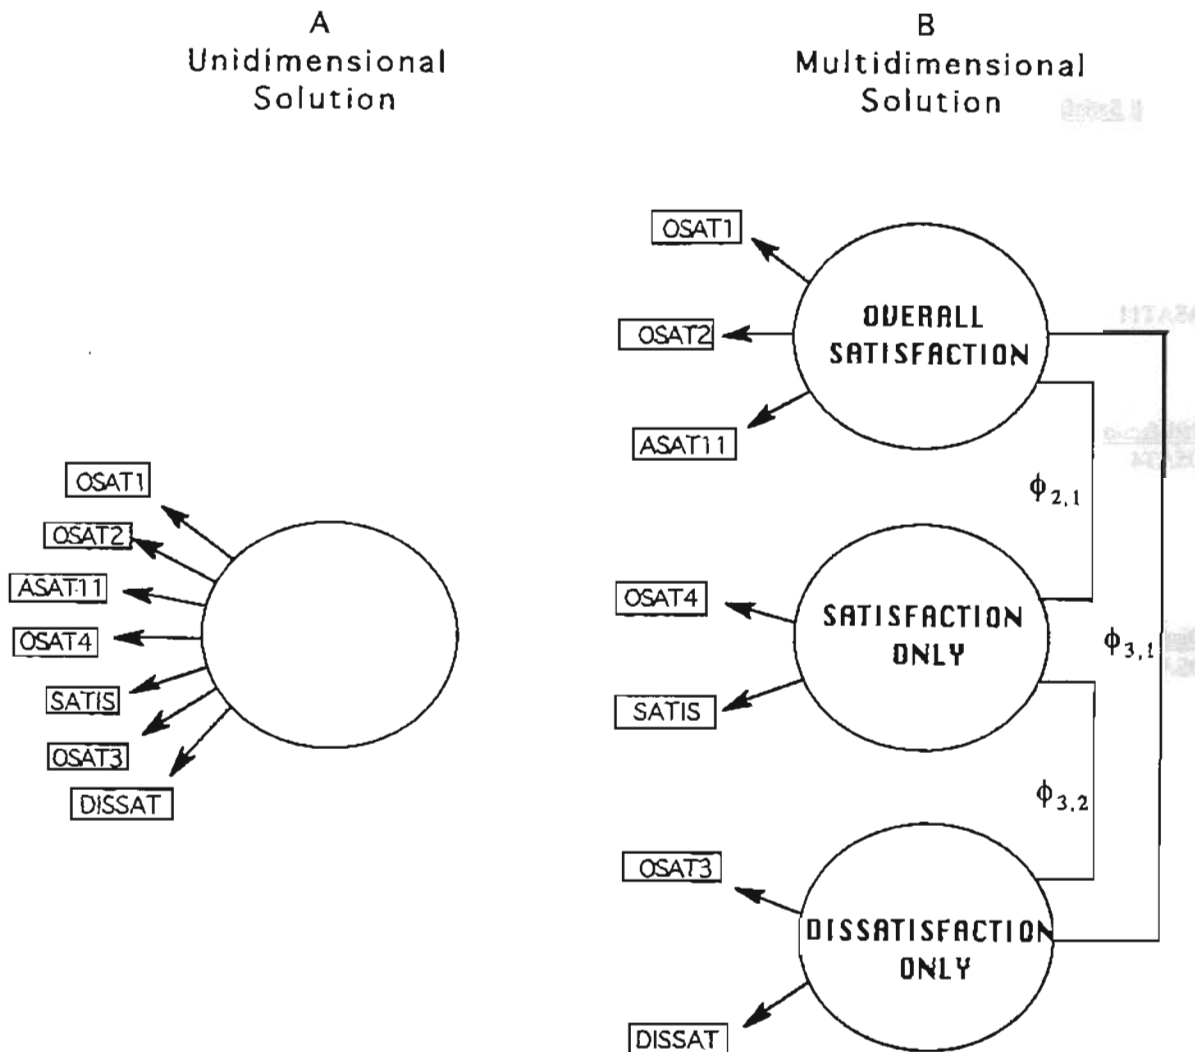 A
Unidimensional
Solution
OSAT1
OSAT2
ASAT11
OSAT4
SATIS
OSAT3
DISSAT
B
Multidimensional
Solution
OSAT1
OSAT2
ASAT11
OVERALL
SATISFACTION
ϕ2,1
OSAT4
SATIS
SATISFACTION
ONLY
ϕ3,1
ϕ3,2
OSAT3
DISSAT
DISSATISFACTION
ONLY